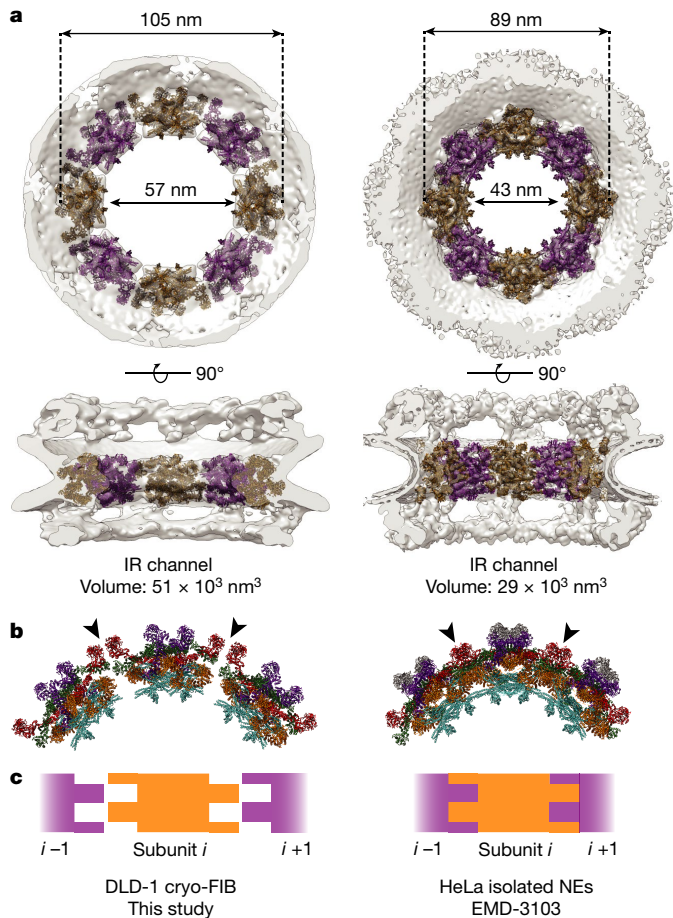 a
105 nm
89 nm
57 nm
43 nm
90°
90°
IR channel
Volume: 51 × 10³ nm³
IR channel
Volume: 29 × 10³ nm³
b
c
i –1
Subunit i
i +1
i –1
Subunit i
i +1
DLD-1 cryo-FIB
This study
HeLa isolated NEs
EMD-3103